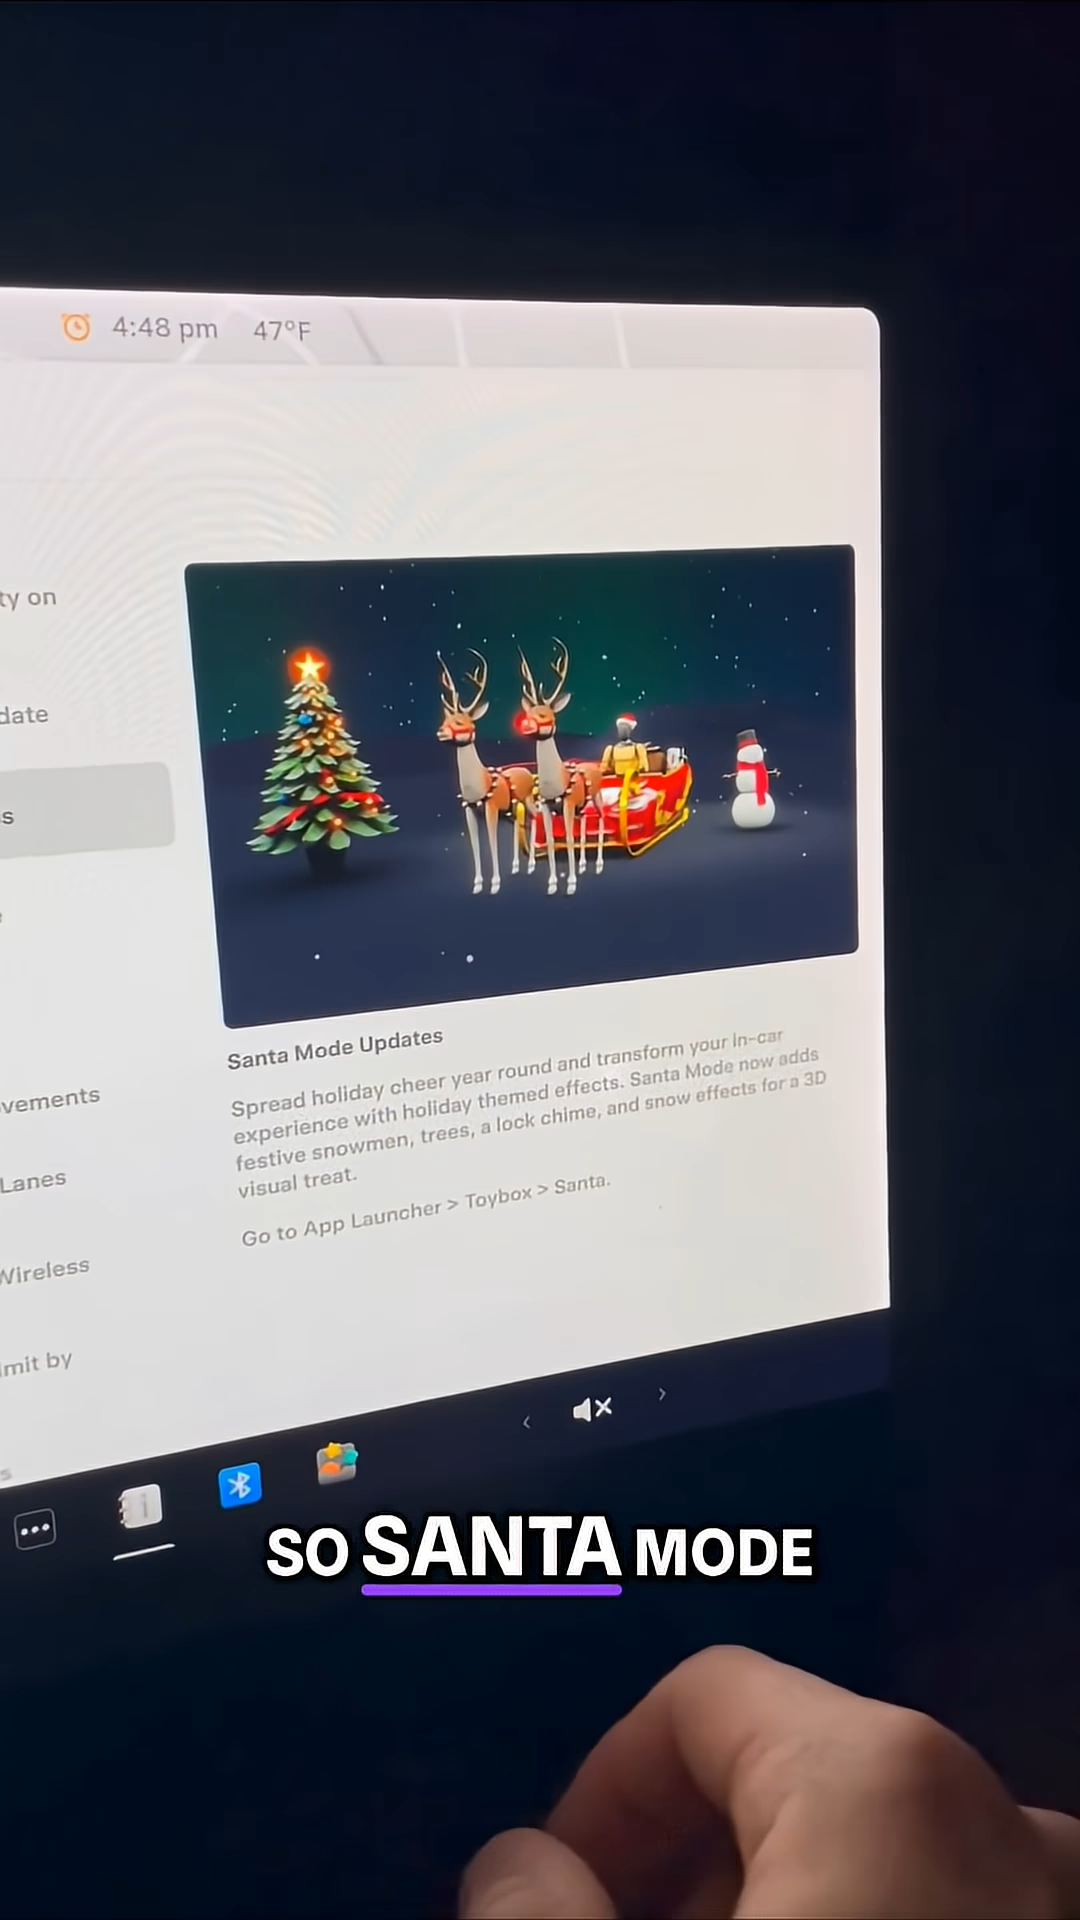 4:48 pm 47°F
ty on
date
s
Santa Mode Updates
Spread holiday cheer year round and transform your in-car
experience with holiday themed effects. Santa Mode now adds
festive snowmen, trees, a lock chime, and snow effects for a 3D
visual treat.
Go to App Launcher > Toybox > Santa.
vements
Lanes
Wireless
imit by
s
SO SANTA MODE